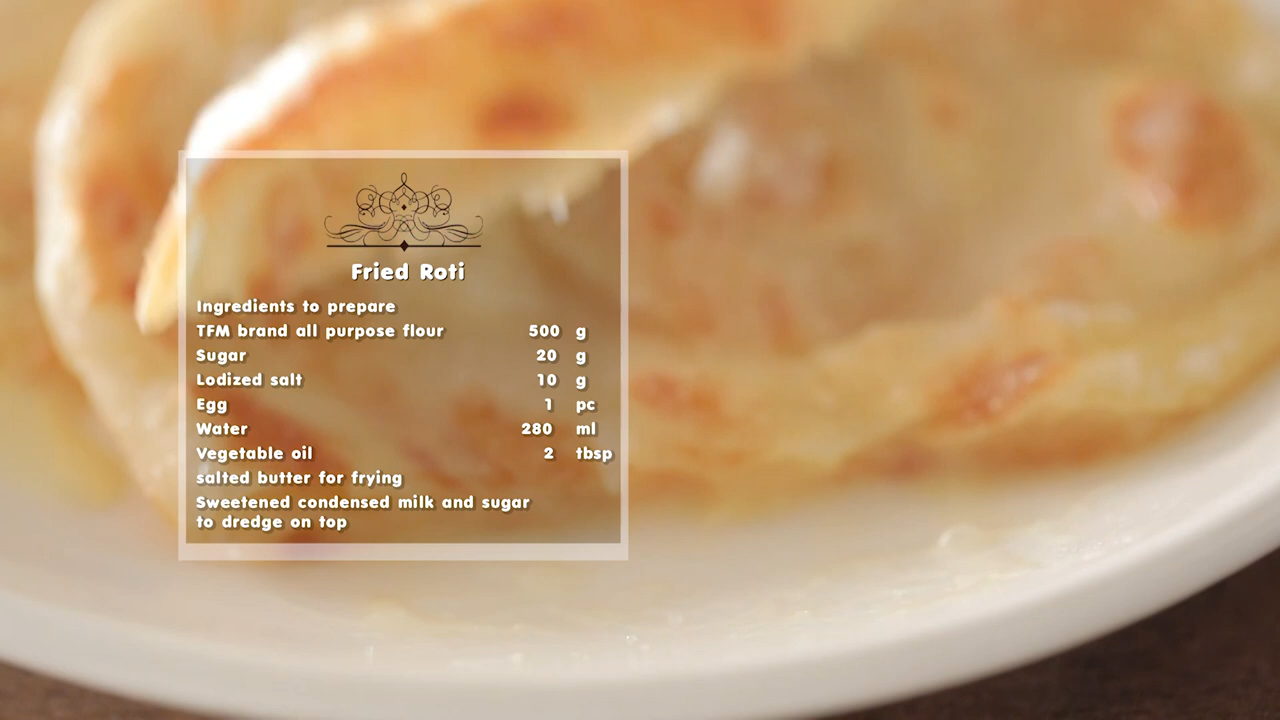 Fried Roti
Ingredients to prepare
TFM brand all purpose flour 500 g
Sugar 20 g
Lodized salt 10 g
Egg 1 pc
Water 280 ml
Vegetable oil 2 tbsp
salted butter for frying
Sweetened condensed milk and sugar
to dredge on top